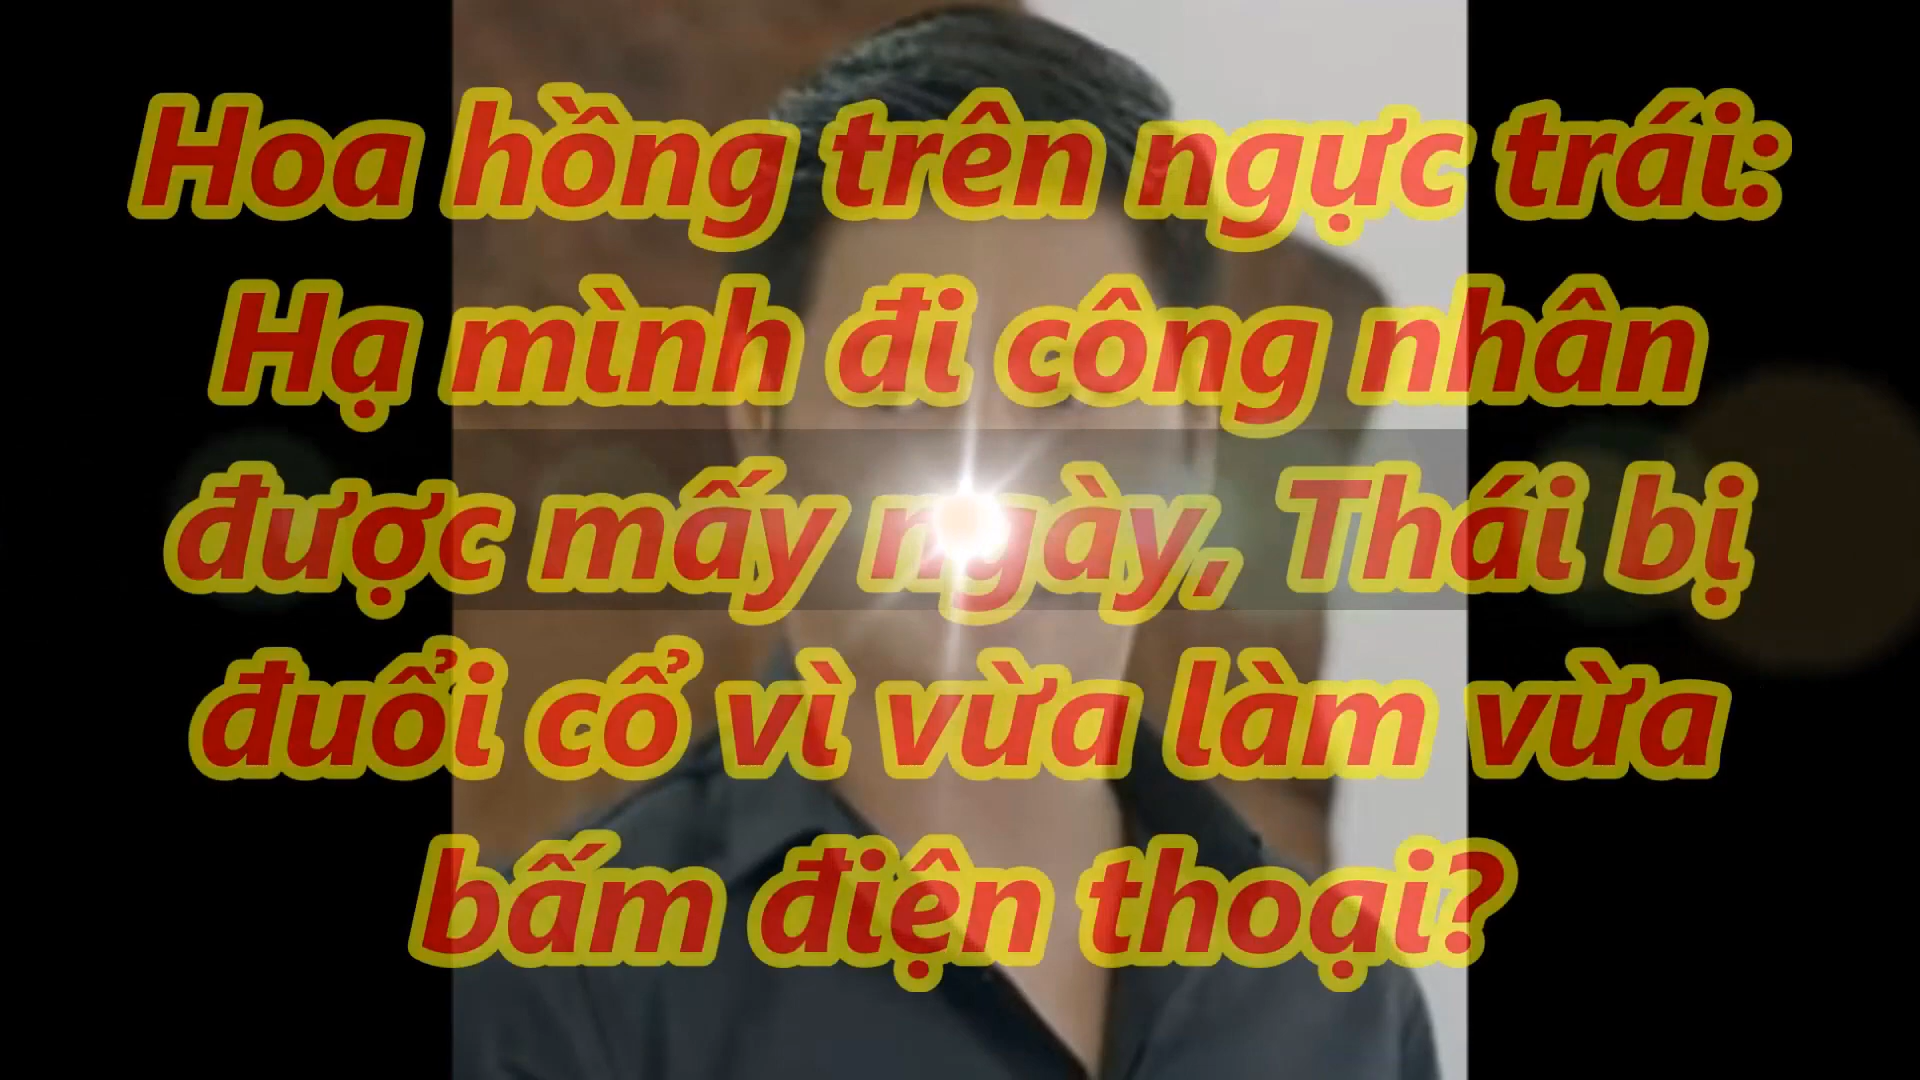 Hoa hồng trên ngực trái:
Hạ mình đi công nhân
được mấy ngày, Thái bị
đuổi cổ vì vừa làm vừa
bấm điện thoại?